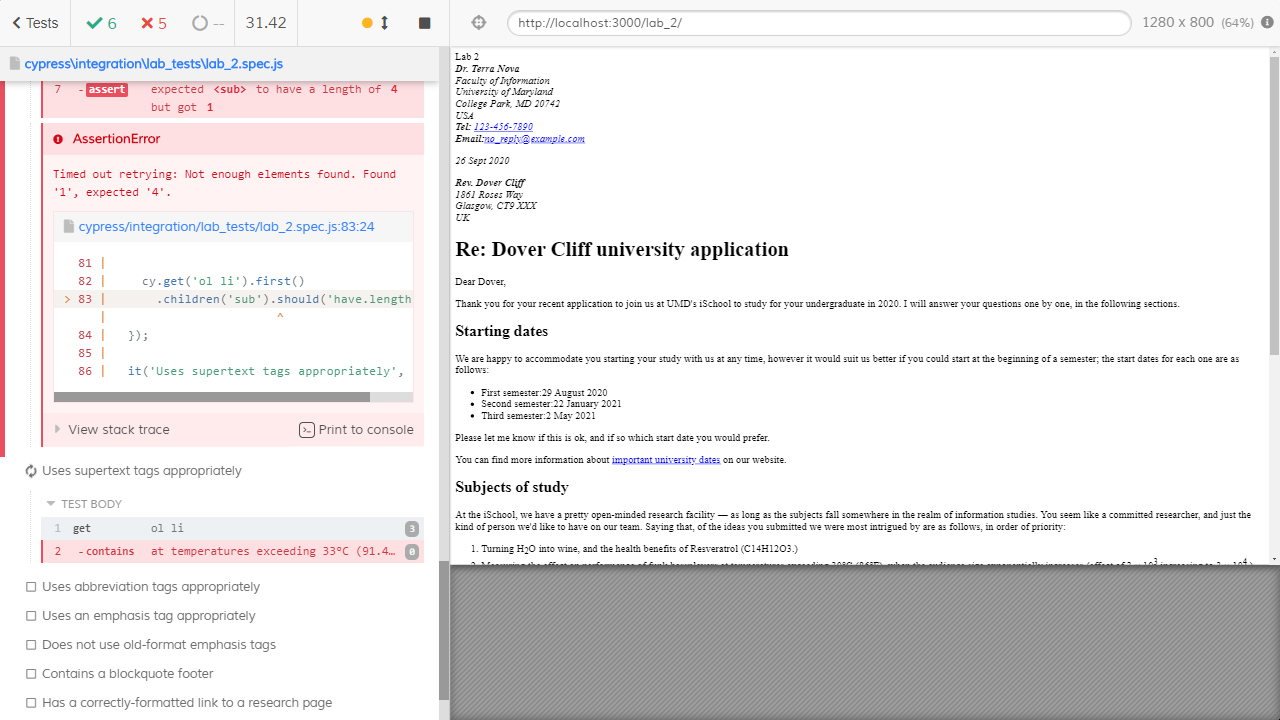 Tests
6
5
--
31.42
http://localhost:3000/lab_2/
1280 x 800 (64%)
cypress\integration\lab_tests\lab_2.spec.js
7 -assert expected <sub> to have a length of 4
but got 1
AssertionError
Timed out retrying: Not enough elements found. Found
'1', expected '4'.
cypress/integration/lab_tests/lab_2.spec.js:83:24
81 |
82 | cy.get('ol li').first()
> 83 | .children('sub').should('have.length
| ^
84 | });
85 |
86 | it('Uses supertext tags appropriately',
View stack trace
Print to console
Uses supertext tags appropriately
TEST BODY
1 get ol li 3
2 -contains at temperatures exceeding 33ºC (91.4… 0
Uses abbreviation tags appropriately
Uses an emphasis tag appropriately
Does not use old-format emphasis tags
Contains a blockquote footer
Has a correctly-formatted link to a research page
Lab 2
Dr. Terra Nova
Faculty of Information
University of Maryland
College Park, MD 20742
USA
Tel: 123-456-7890
Email:no_reply@example.com
26 Sept 2020
Rev. Dover Cliff
1861 Roses Way
Glasgow, CT9 XXX
UK
Re: Dover Cliff university application
Dear Dover,
Thank you for your recent application to join us at UMD's iSchool to study for your undergraduate in 2020. I will answer your questions one by one, in the following sections.
Starting dates
We are happy to accommodate you starting your study with us at any time, however it would suit us better if you could start at the beginning of a semester; the start dates for each one are as
follows:
• First semester:29 August 2020
• Second semester:22 January 2021
• Third semester:2 May 2021
Please let me know if this is ok, and if so which start date you would prefer.
You can find more information about important university dates on our website.
Subjects of study
At the iSchool, we have a pretty open-minded research facility — as long as the subjects fall somewhere in the realm of information studies. You seem like a committed researcher, and just the
kind of person we'd like to have on our team. Saying that, of the ideas you submitted we were most intrigued by are as follows, in order of priority:
1. Turning H2O into wine, and the health benefits of Resveratrol (C14H12O3.)